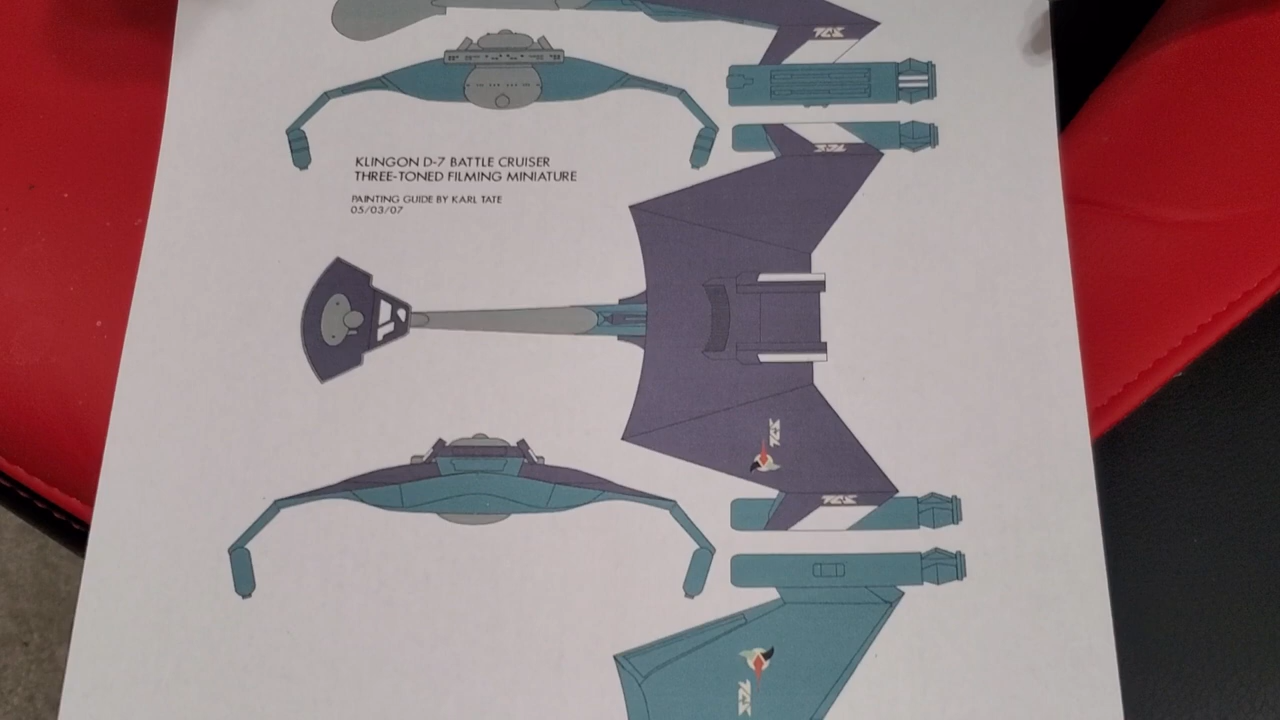 KLINGON D-7 BATTLE CRUISER
THREE-TONED FILMING MINIATURE
PAINTING GUIDE BY KARL TATE
05/03/07